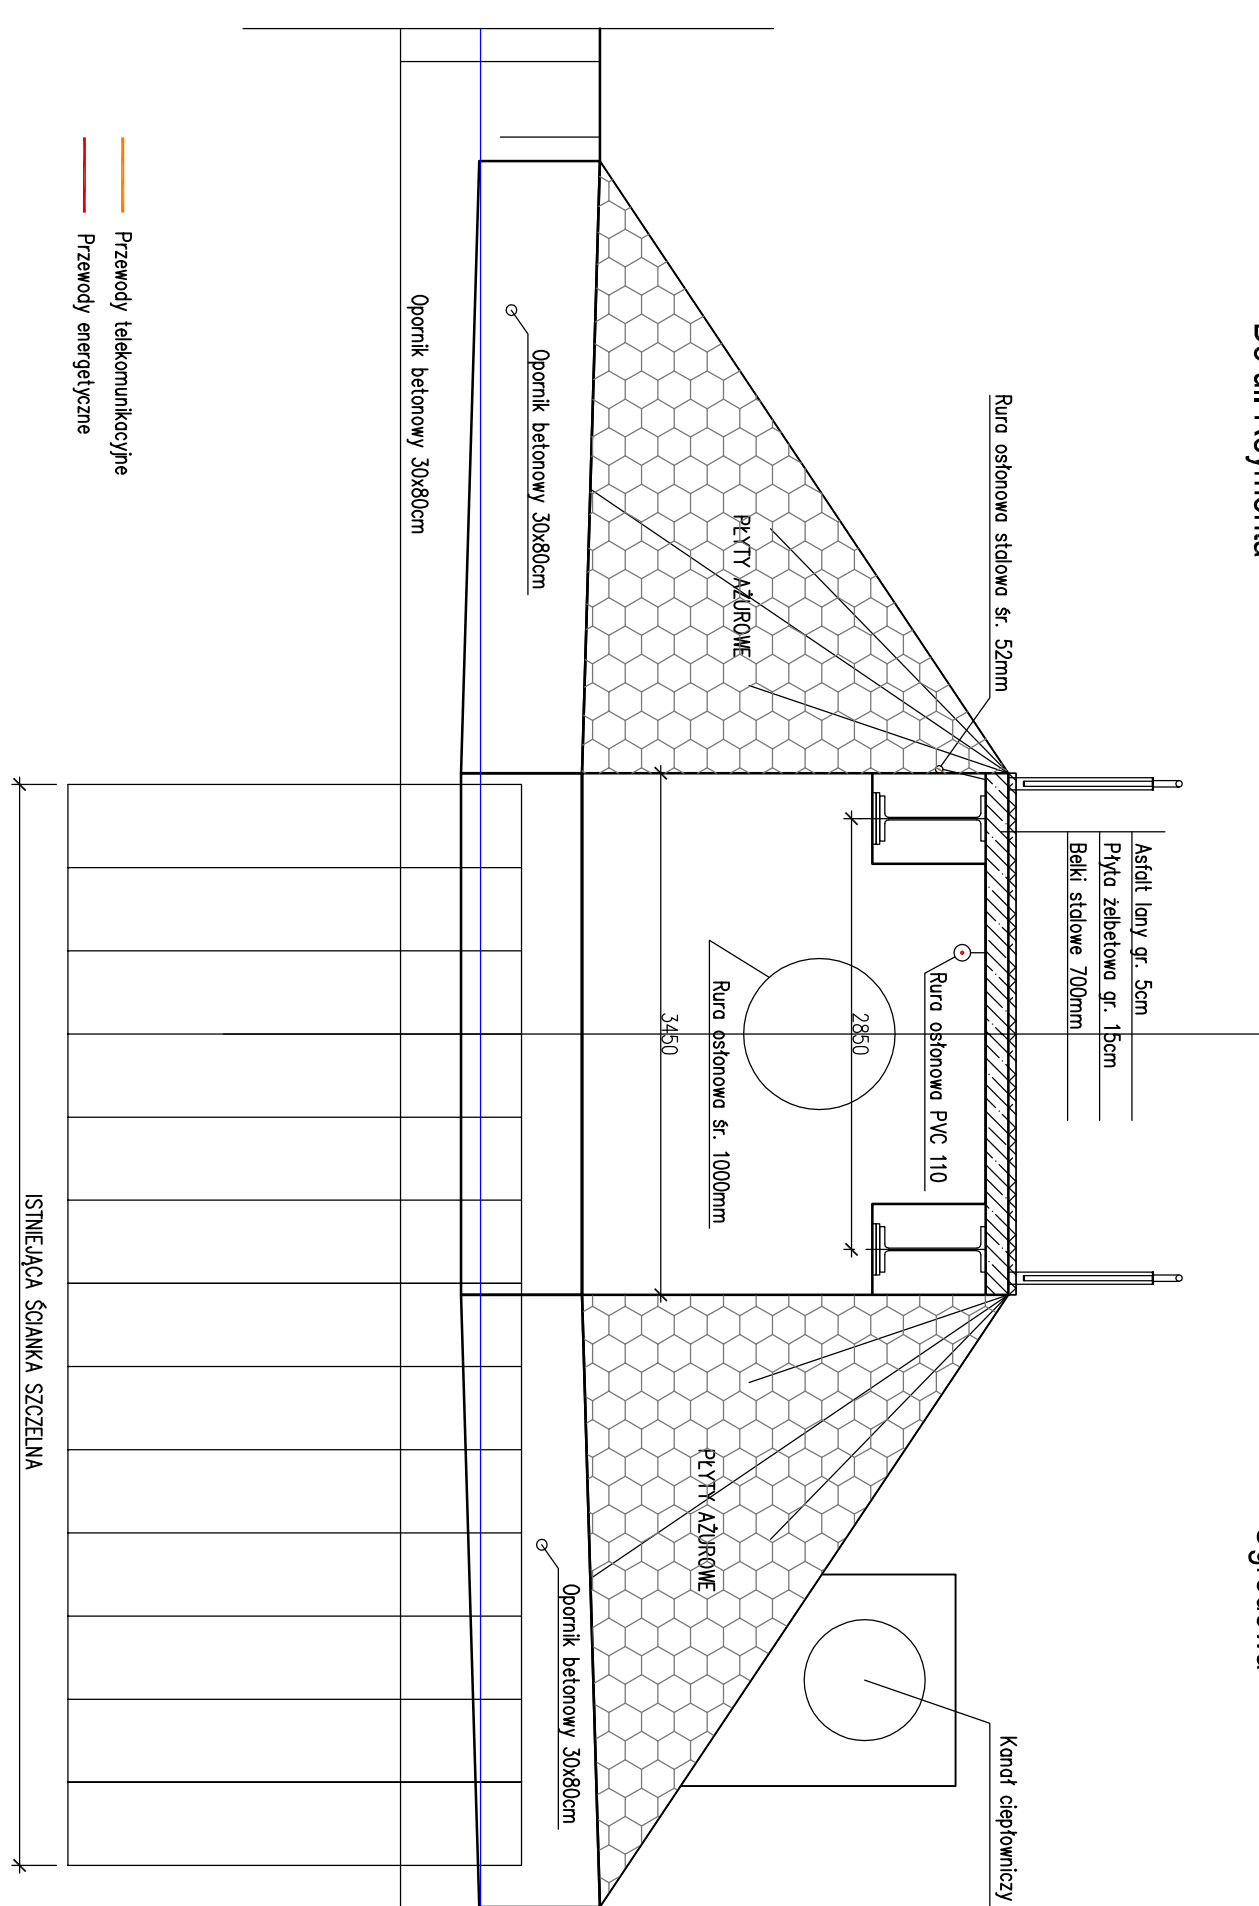 Rura osłonowa stalowa śr. 52mm
Asfalt lany gr. 5cm
Płyta żelbetowa gr. 15cm
Belki stalowe 700mm
Rura osłonowa PVC 110
2850
Rura osłonowa śr. 1000mm
3450
Kanał ciepłowniczy
PŁYTY AŻUROWE
PŁYTY AŻUROWE
Opornik betonowy 30x80cm
Opornik betonowy 30x80cm
Opornik betonowy 30x80cm
Przewody telekomunikacyjne
Przewody energetyczne
ISTNIEJĄCA ŚCIANKA SZCZELNA